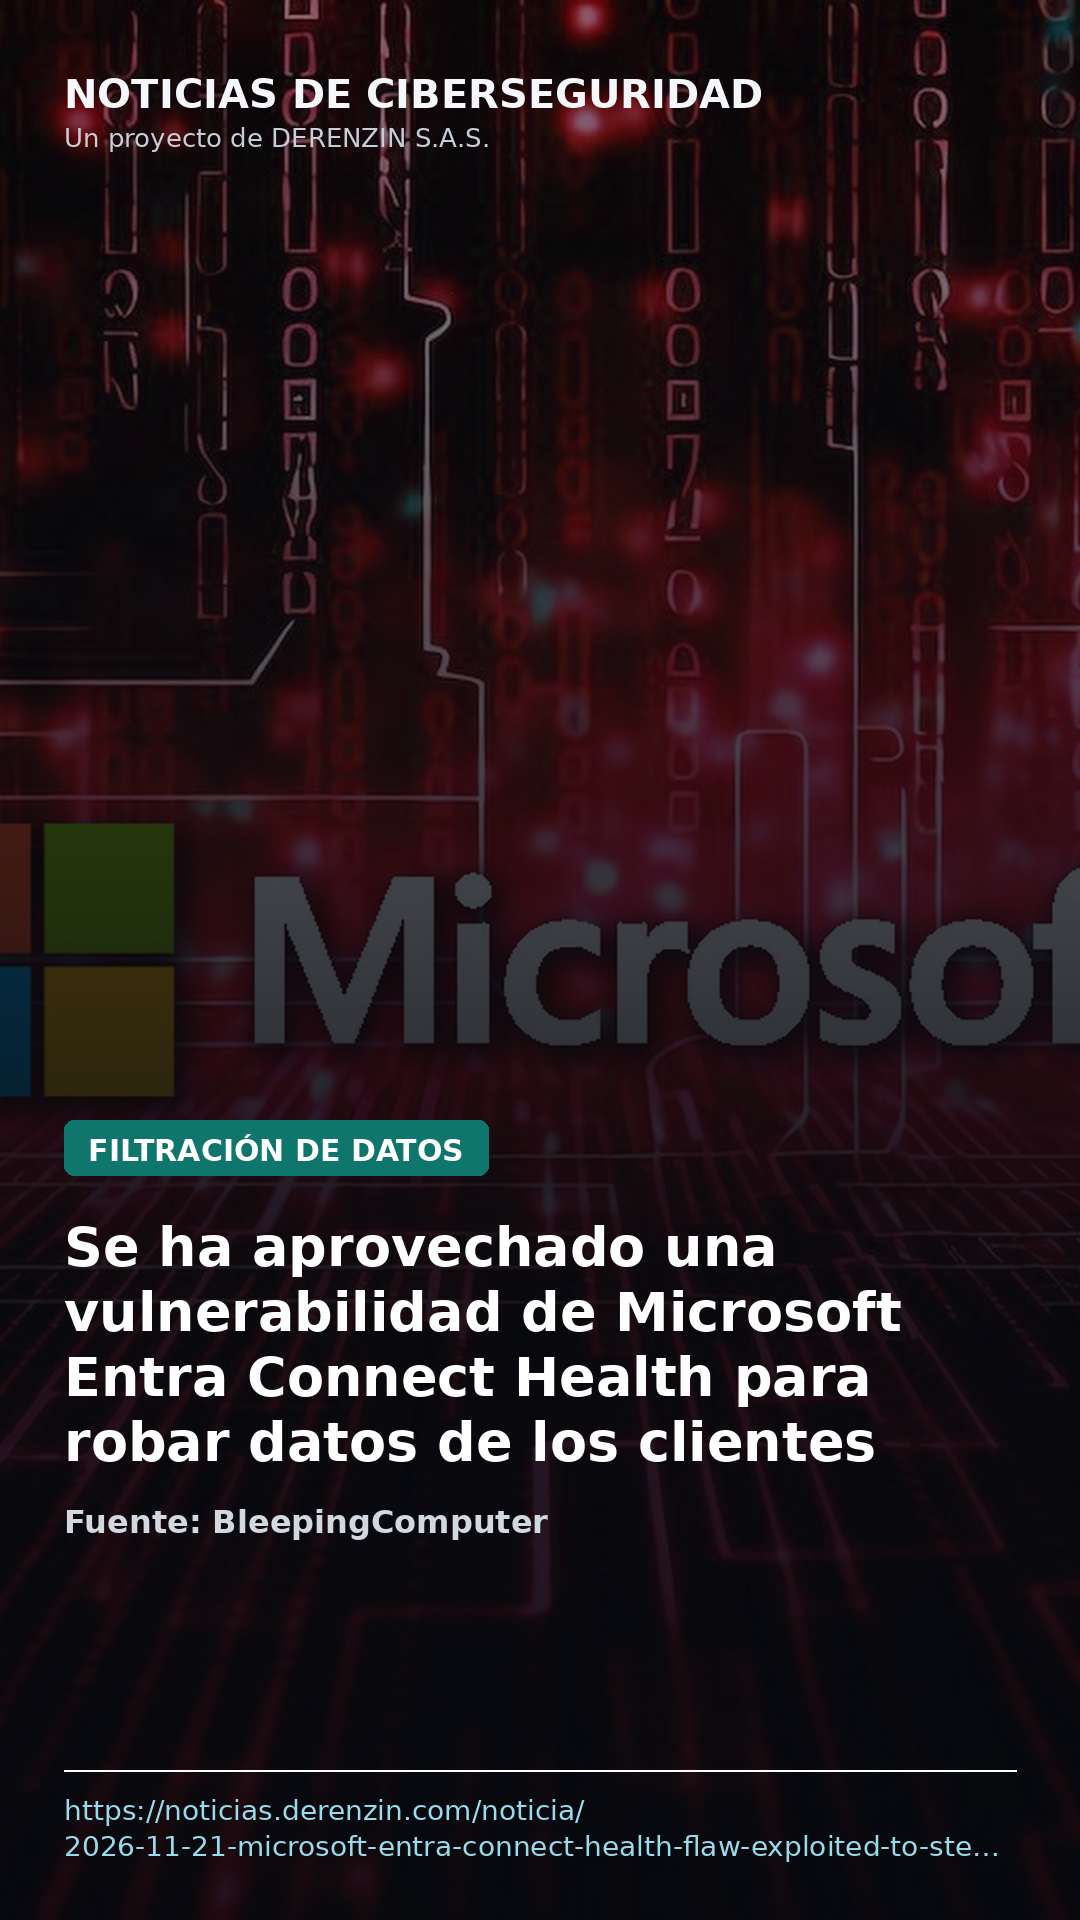 NOTICIAS DE CIBERSEGURIDAD
Un proyecto de DERENZIN S.A.S.
Microsof
FILTRACIÓN DE DATOS
Se ha aprovechado una
vulnerabilidad de Microsoft
Entra Connect Health para
robar datos de los clientes
Fuente: BleepingComputer
https://noticias.derenzin.com/noticia/
2026-11-21-microsoft-entra-connect-health-flaw-exploited-to-ste...